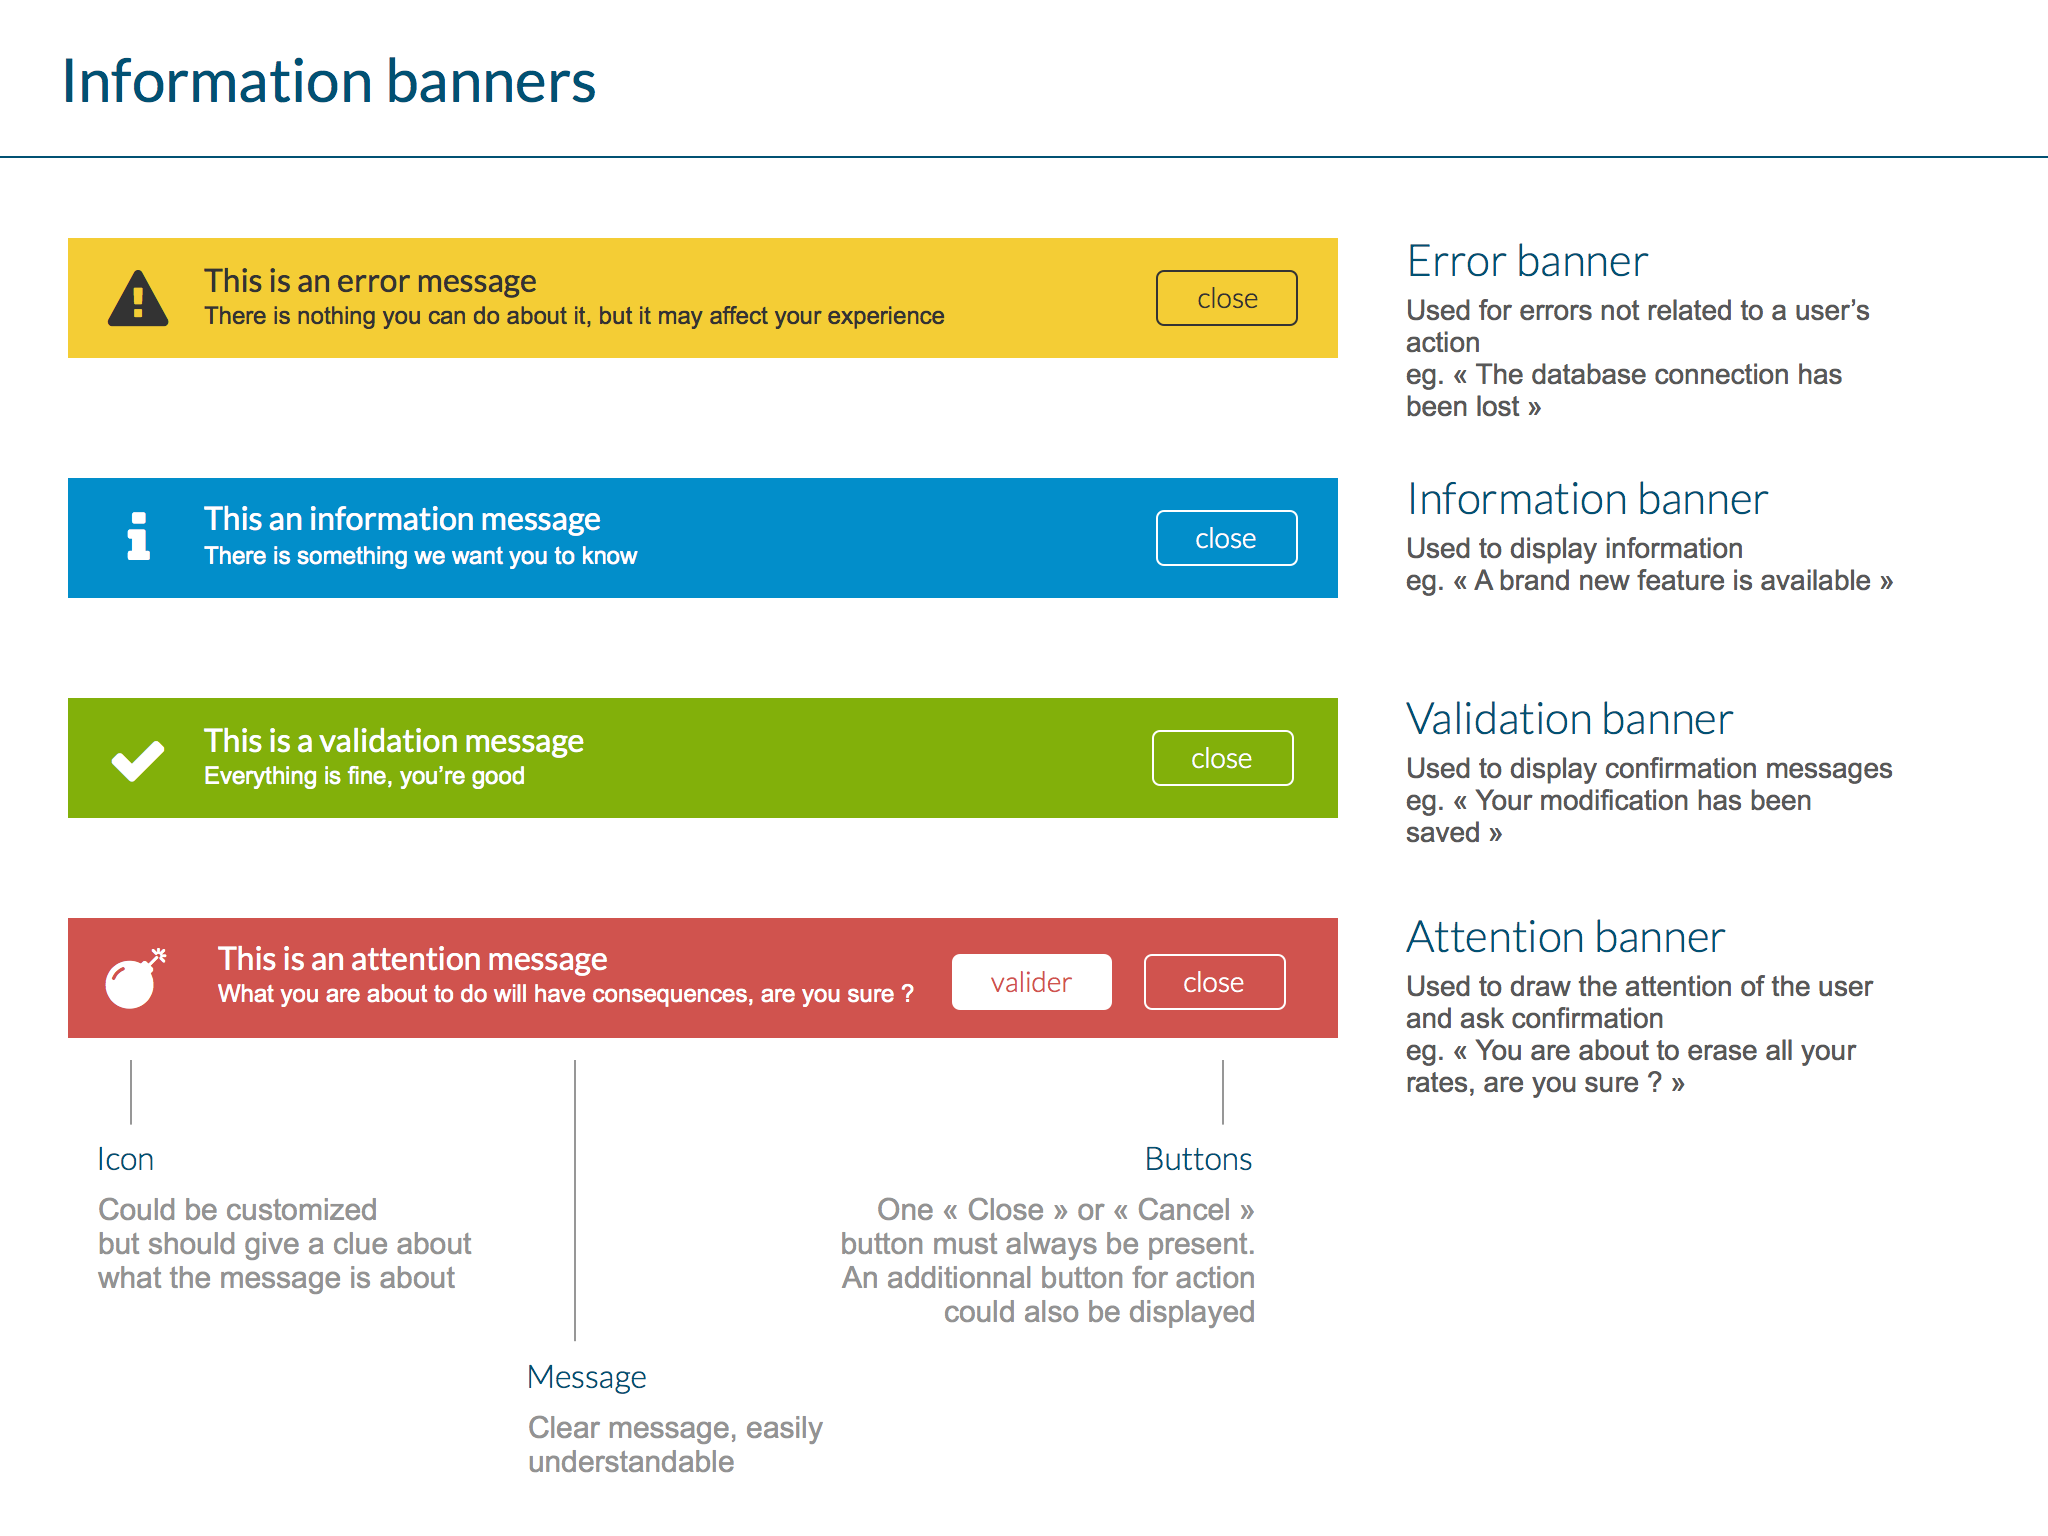 Information banners
This is an error message
There is nothing you can do about it, but it may affect your experience
close
Error banner
Used for errors not related to a user’s
action
eg. « The database connection has
been lost »
This an information message
There is something we want you to know
close
Information banner
Used to display information
eg. « A brand new feature is available »
This is a validation message
Everything is fine, you’re good
close
Validation banner
Used to display confirmation messages
eg. « Your modification has been
saved »
This is an attention message
What you are about to do will have consequences, are you sure ?
valider
close
Attention banner
Used to draw the attention of the user
and ask confirmation
eg. « You are about to erase all your
rates, are you sure ? »
Icon
Could be customized
but should give a clue about
what the message is about
Message
Clear message, easily
understandable
Buttons
One « Close » or « Cancel »
button must always be present.
An additionnal button for action
could also be displayed